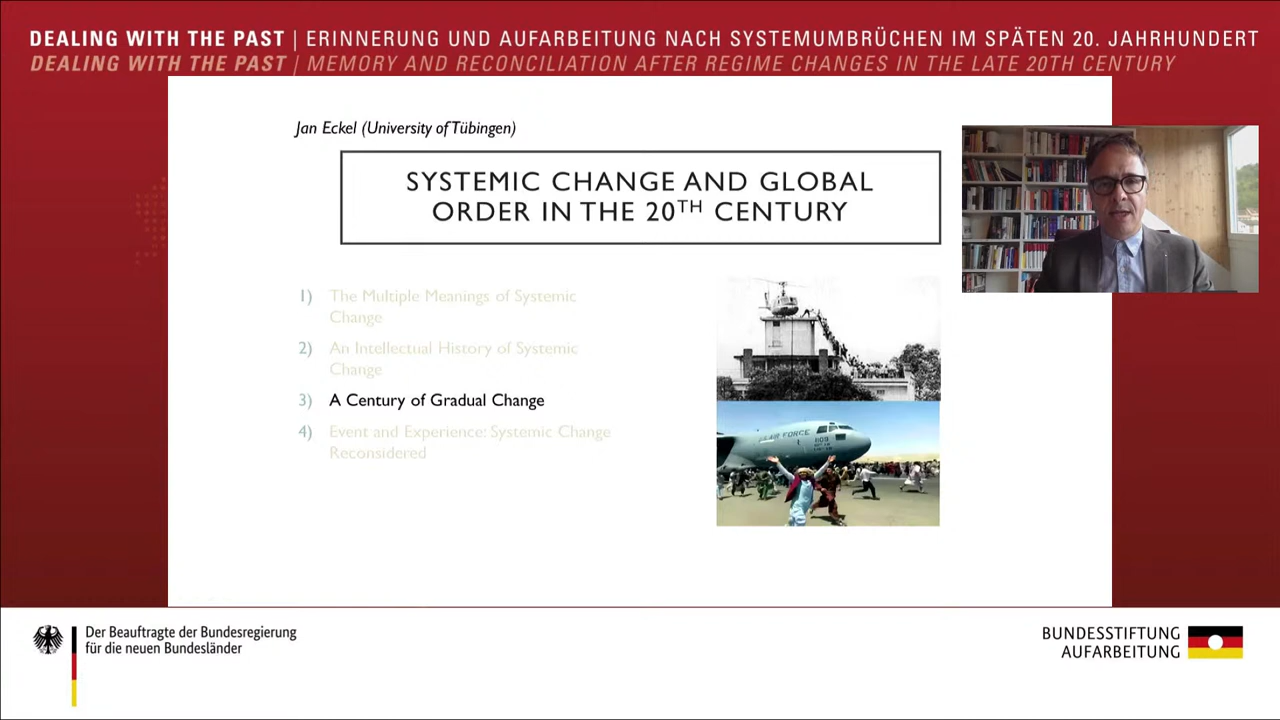 DEALING WITH THE PAST | ERINNERUNG UND AUFARBEITUNG NACH SYSTEMUMBRÜCHEN IM SPÄTEN 20. JAHRHUNDERT
DEALING WITH THE PAST | MEMORY AND RECONCILIATION AFTER REGIME CHANGES IN THE LATE 20TH CENTURY
Jan Eckel (University of Tübingen)
SYSTEMIC CHANGE AND GLOBAL
ORDER IN THE 20TH CENTURY
1) The Multiple Meanings of Systemic
Change
2) An Intellectual History of Systemic
Change
3) A Century of Gradual Change
4) Event and Experience: Systemic Change
Reconsidered
U.S. AIR FORCE
1109
Der Beauftragte der Bundesregierung
für die neuen Bundesländer
BUNDESSTIFTUNG
AUFARBEITUNG